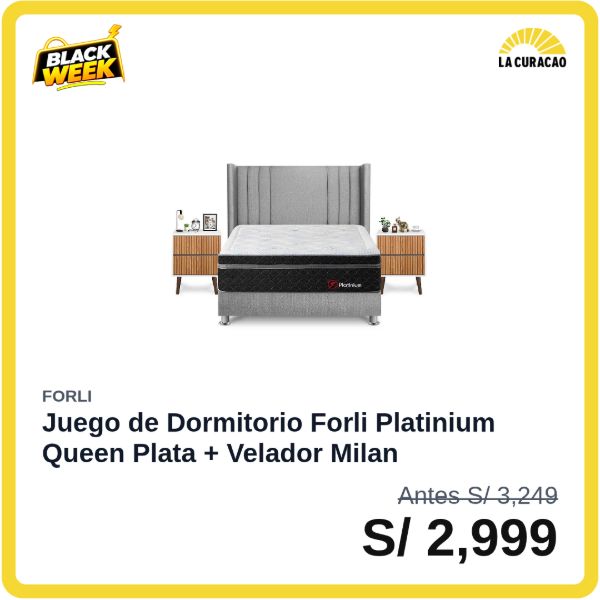 BLACK
WEEK
LA CURACAO
Platinium
FORLI
Juego de Dormitorio Forli Platinium
Queen Plata + Velador Milan
Antes S/ 3,249
S/ 2,999